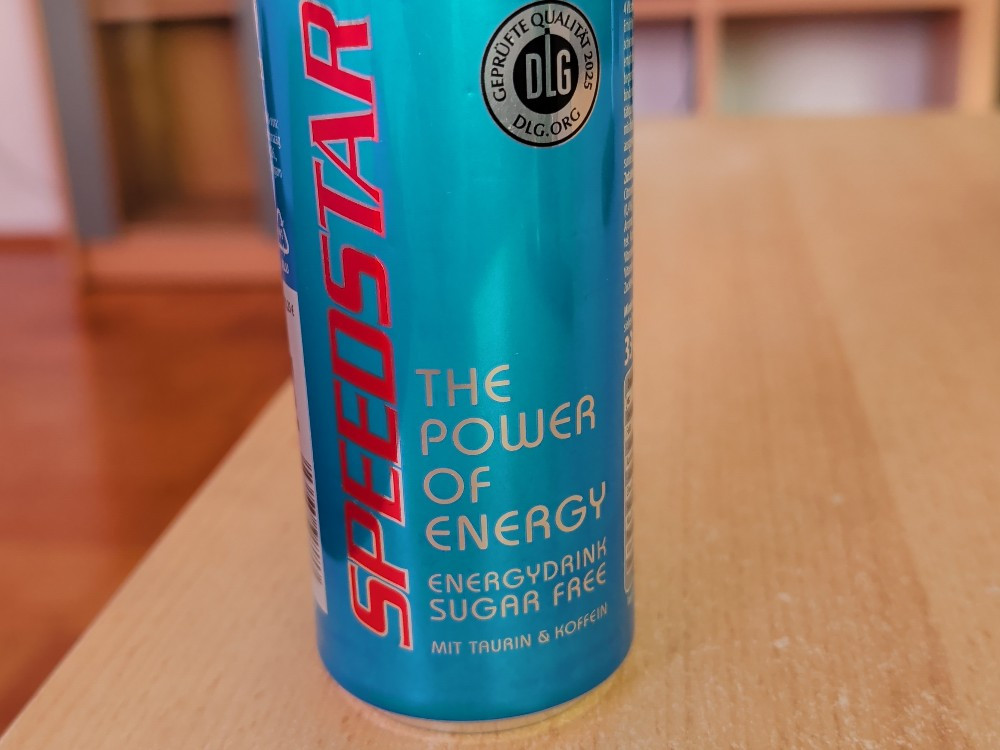 GEPRÜFTE QUALITÄT 2025
DLG
DLG.ORG
SPEEDSTAR
THE
POWER
OF
ENERGY
ENERGYDRINK
SUGAR FREE
MIT TAURIN & KOFFEIN